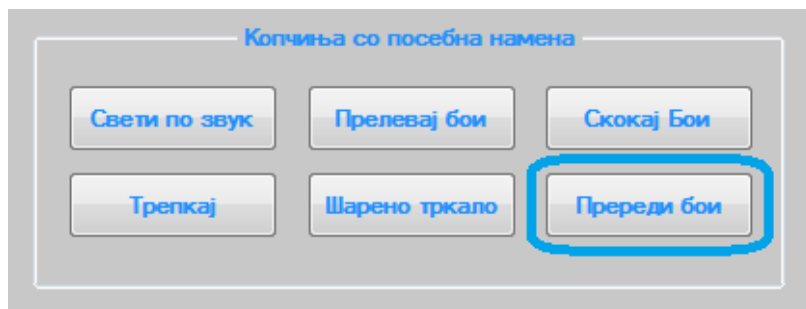 Копчиња со посебна намена
Свети по звук
Прелевај бои
Скокај Бои
Трепкај
Шарено тркало
Пререди бои